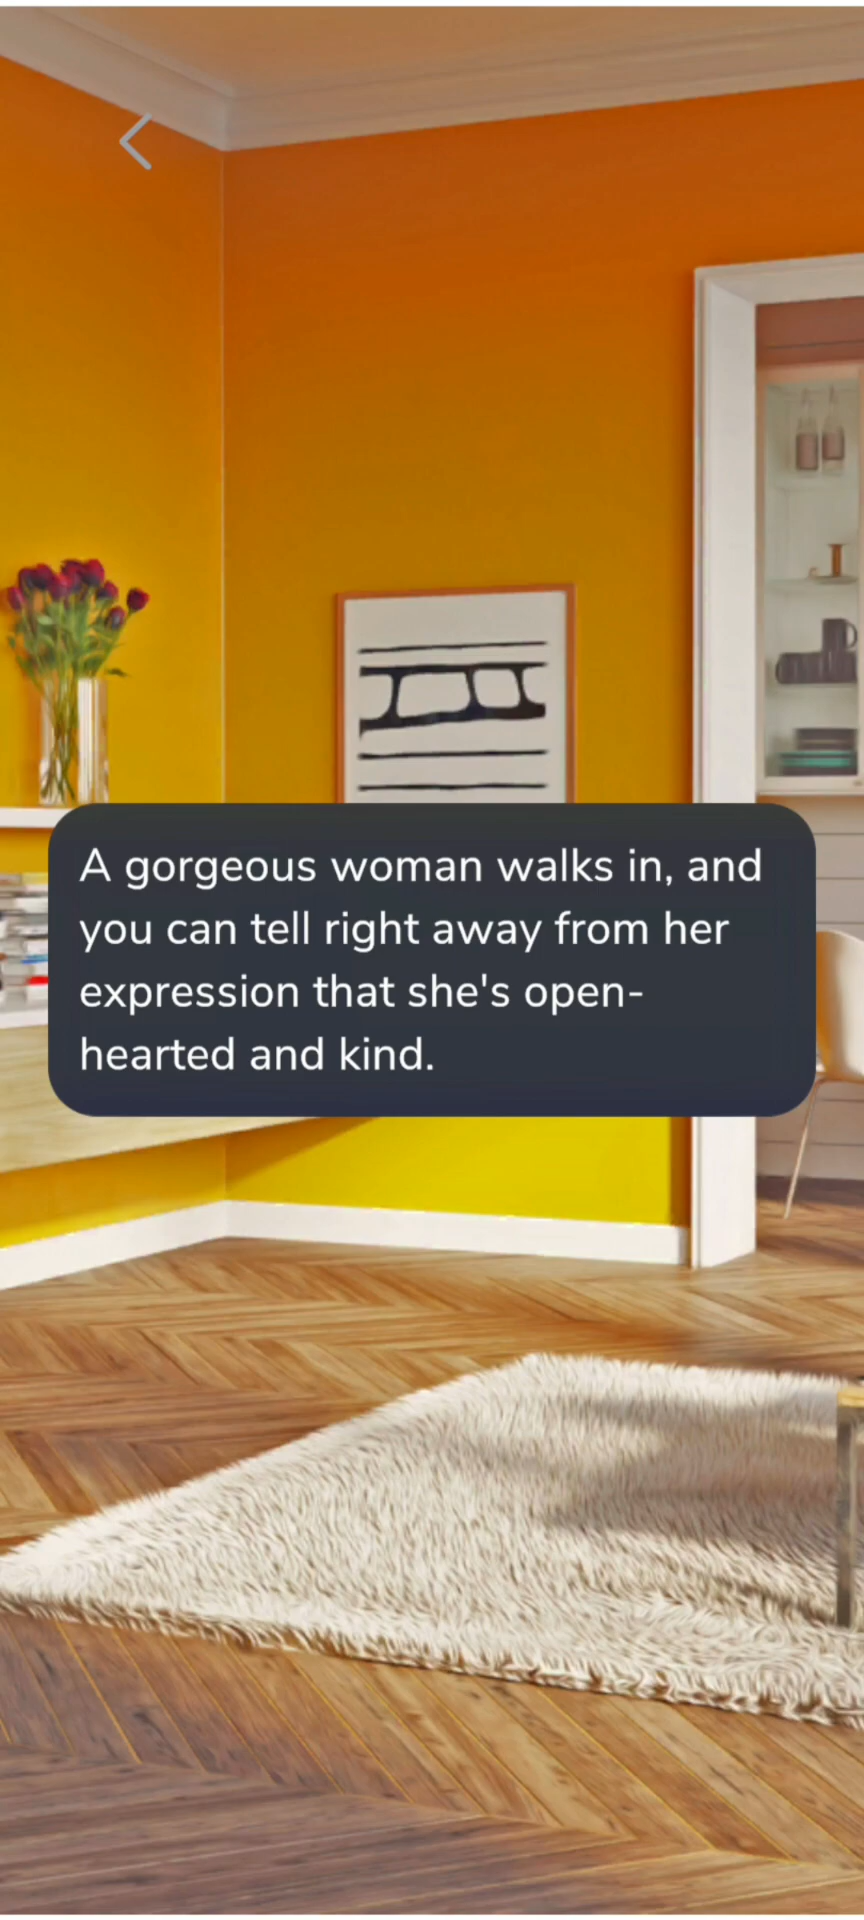 A gorgeous woman walks in, and
you can tell right away from her
expression that she's open-
hearted and kind.